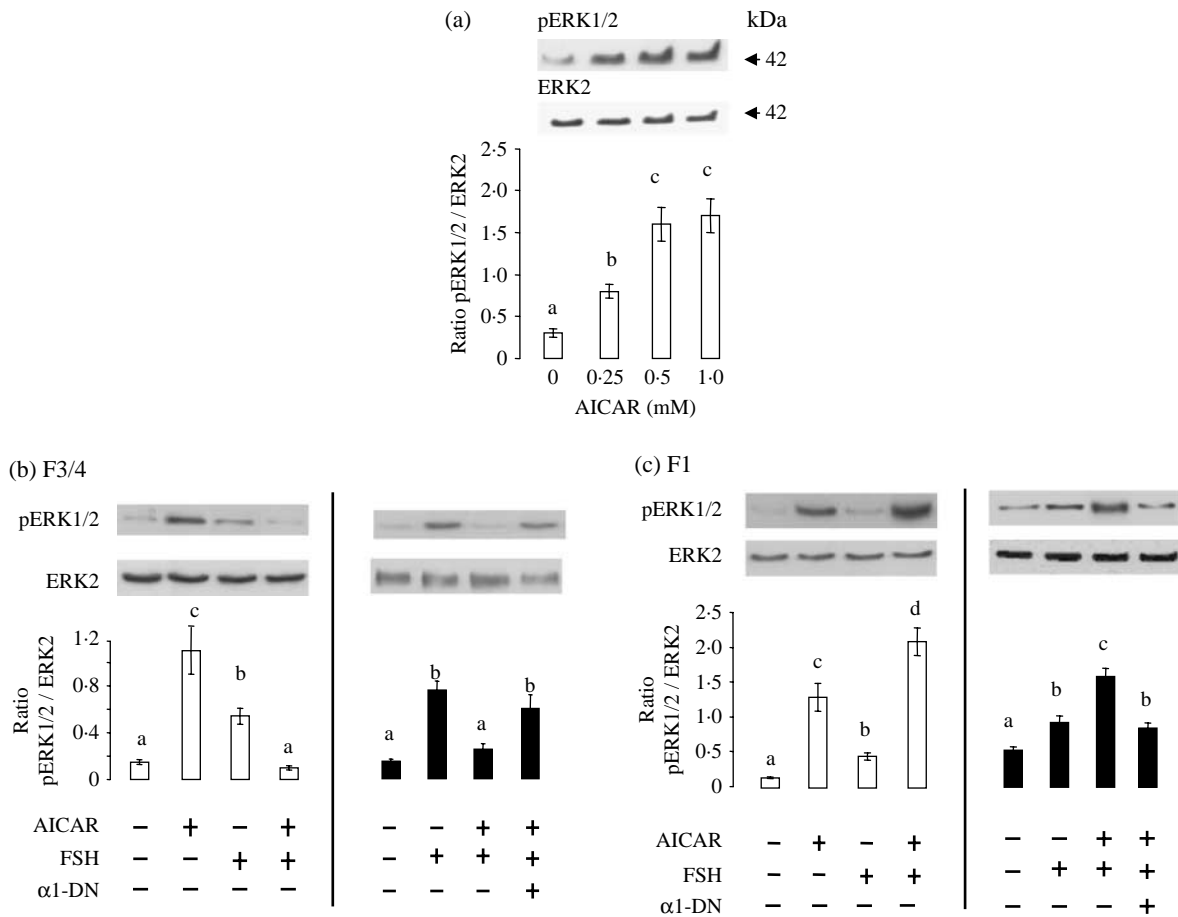 (a)
pERK1/2 kDa
42
ERK2
42
Ratio pERK1/2 / ERK2
2·5
2·0
1·5
1·0
0·5
0
a b c c
0 0·25 0·5 1·0
AICAR (mM)
(b) F3/4
pERK1/2
ERK2
Ratio
pERK1/2 / ERK2
1·2
0·8
0·4
0
a c b a
a b a b
AICAR − + − + − − + +
FSH − − + + − + + +
α1-DN − − − − − − − +
(c) F1
pERK1/2
ERK2
Ratio
pERK1/2 / ERK2
2·5
2·0
1·5
1·0
0·5
0
a c b d
a b c b
AICAR − + − + − − + +
FSH − − + + − + + +
α1-DN − − − − − − − +